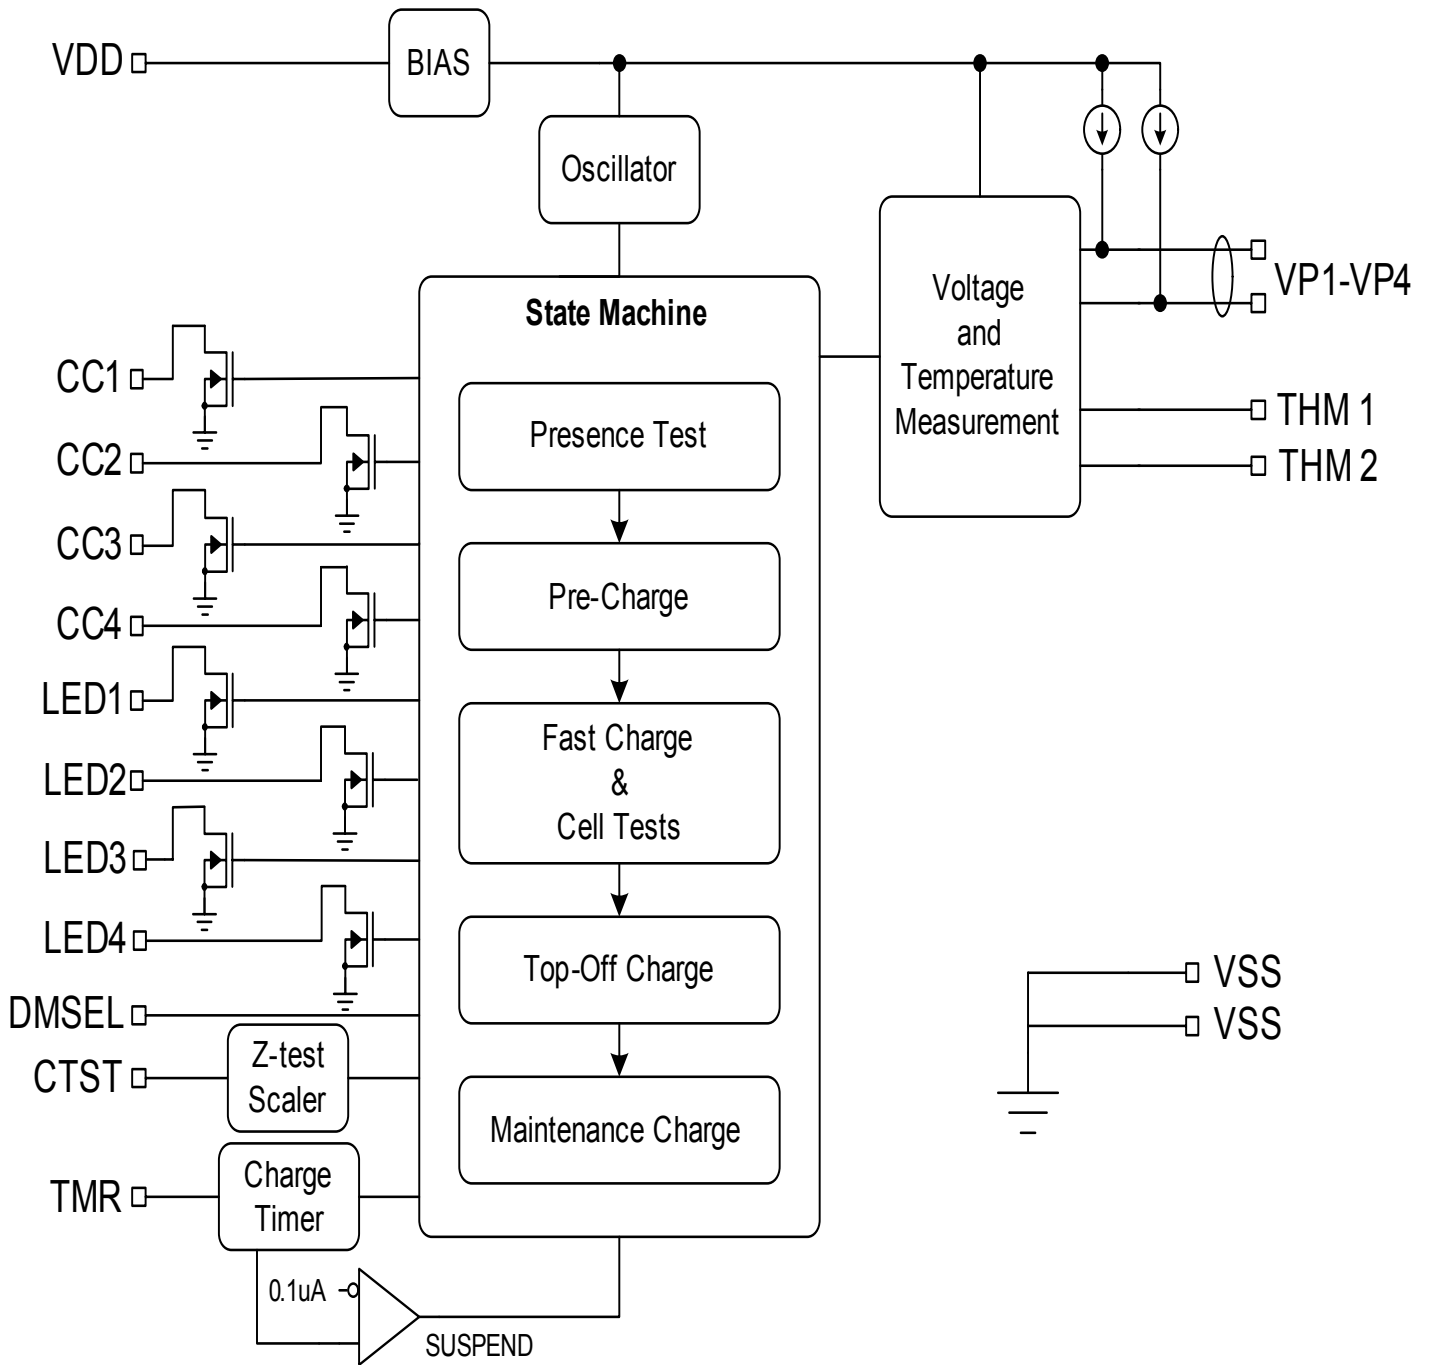 VDD
BIAS
Oscillator
State Machine
Voltage
and
Temperature
Measurement
VP1-VP4
THM 1
THM 2
CC1
CC2
CC3
CC4
LED1
LED2
LED3
LED4
DMSEL
CTST
TMR
Presence Test
Pre-Charge
Fast Charge
&
Cell Tests
Top-Off Charge
Maintenance Charge
Z-test
Scaler
Charge
Timer
0.1uA
SUSPEND
VSS
VSS